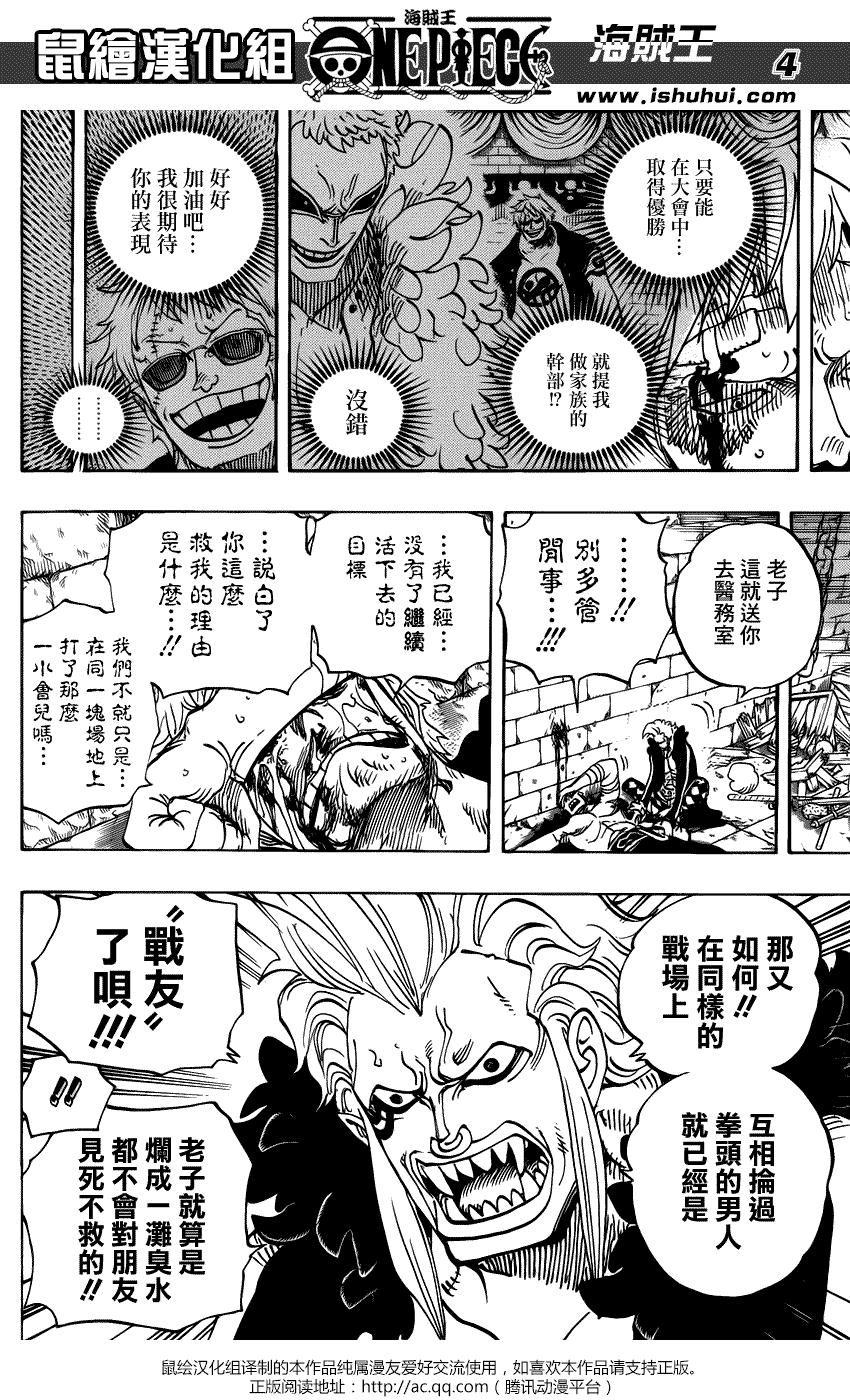 鼠繪漢化組
海賊王
ONE PIECE
海賊王
4
www.ishuhui.com
只要能
在大會中…
取得優勝
就提我
做家族的
幹部!?
沒錯
好好
加油吧…
我很期待
你的表現
…………
老子
這就送你
去醫務室
……!!
別多管
閒事…!!!
…我已經…
沒有了繼續
活下去的
目標
…說白了
你這麼
救我的理由
是什麼…!!
我們不就只是…
在同一塊場地上
打了那麼
一小會兒嗎…
那又
如何!!
在同樣的
戰場上
互相掄過
拳頭的男人
就已經是
〝戰友〞
了唄!!!
!!
老子就算是
爛成一灘臭水
都不會對朋友
見死不救的!!
鼠绘汉化组译制的本作品纯属漫友爱好交流使用，如喜欢本作品请支持正版。
正版阅读地址：http://ac.qq.com（腾讯动漫平台）